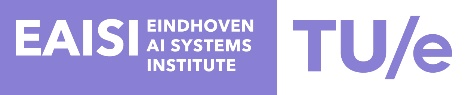 EAISI
EINDHOVEN
AI SYSTEMS
INSTITUTE
TU/e